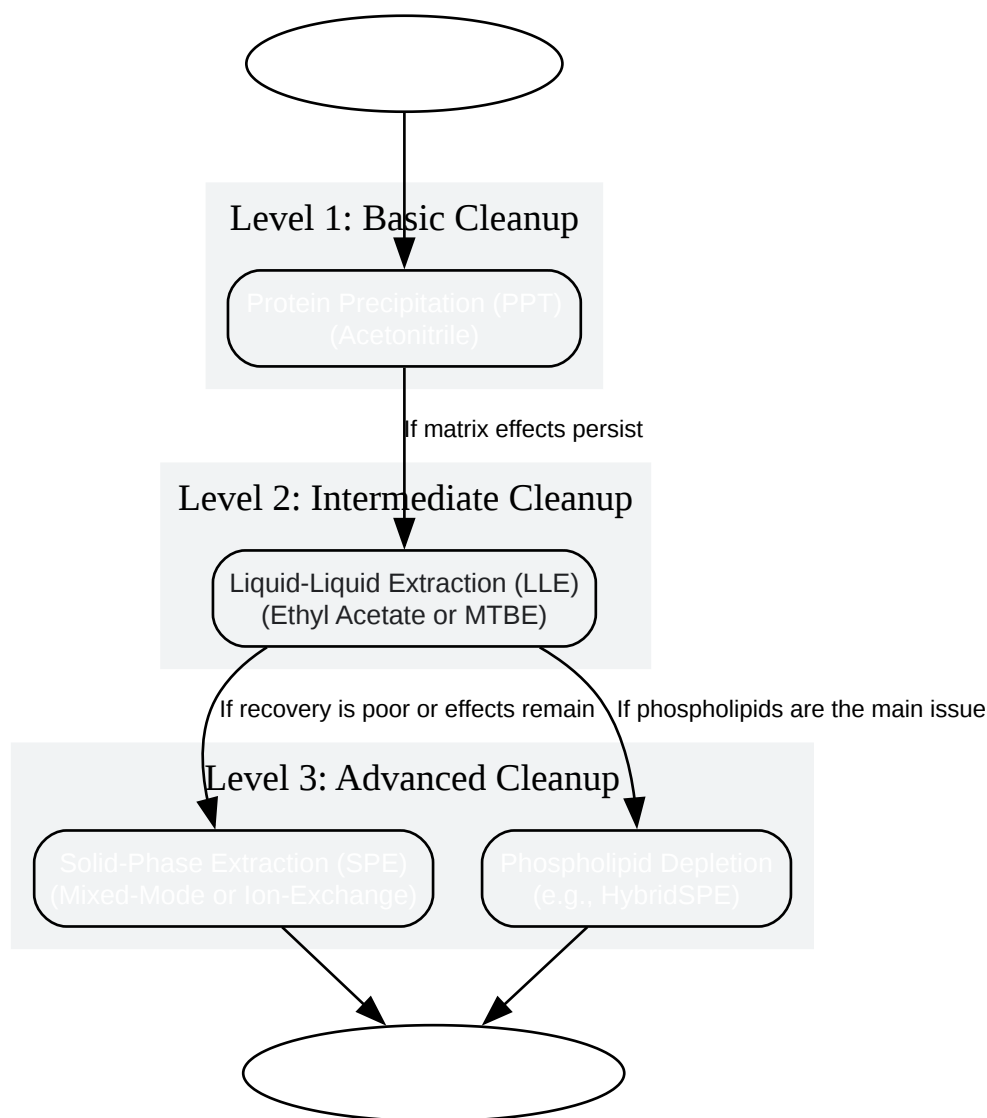 Level 1: Basic Cleanup
Protein Precipitation (PPT)
(Acetonitrile)
If matrix effects persist
Level 2: Intermediate Cleanup
Liquid-Liquid Extraction (LLE)
(Ethyl Acetate or MTBE)
If recovery is poor or effects remain
If phospholipids are the main issue
Level 3: Advanced Cleanup
Solid-Phase Extraction (SPE)
(Mixed-Mode or Ion-Exchange)
Phospholipid Depletion
(e.g., HybridSPE)